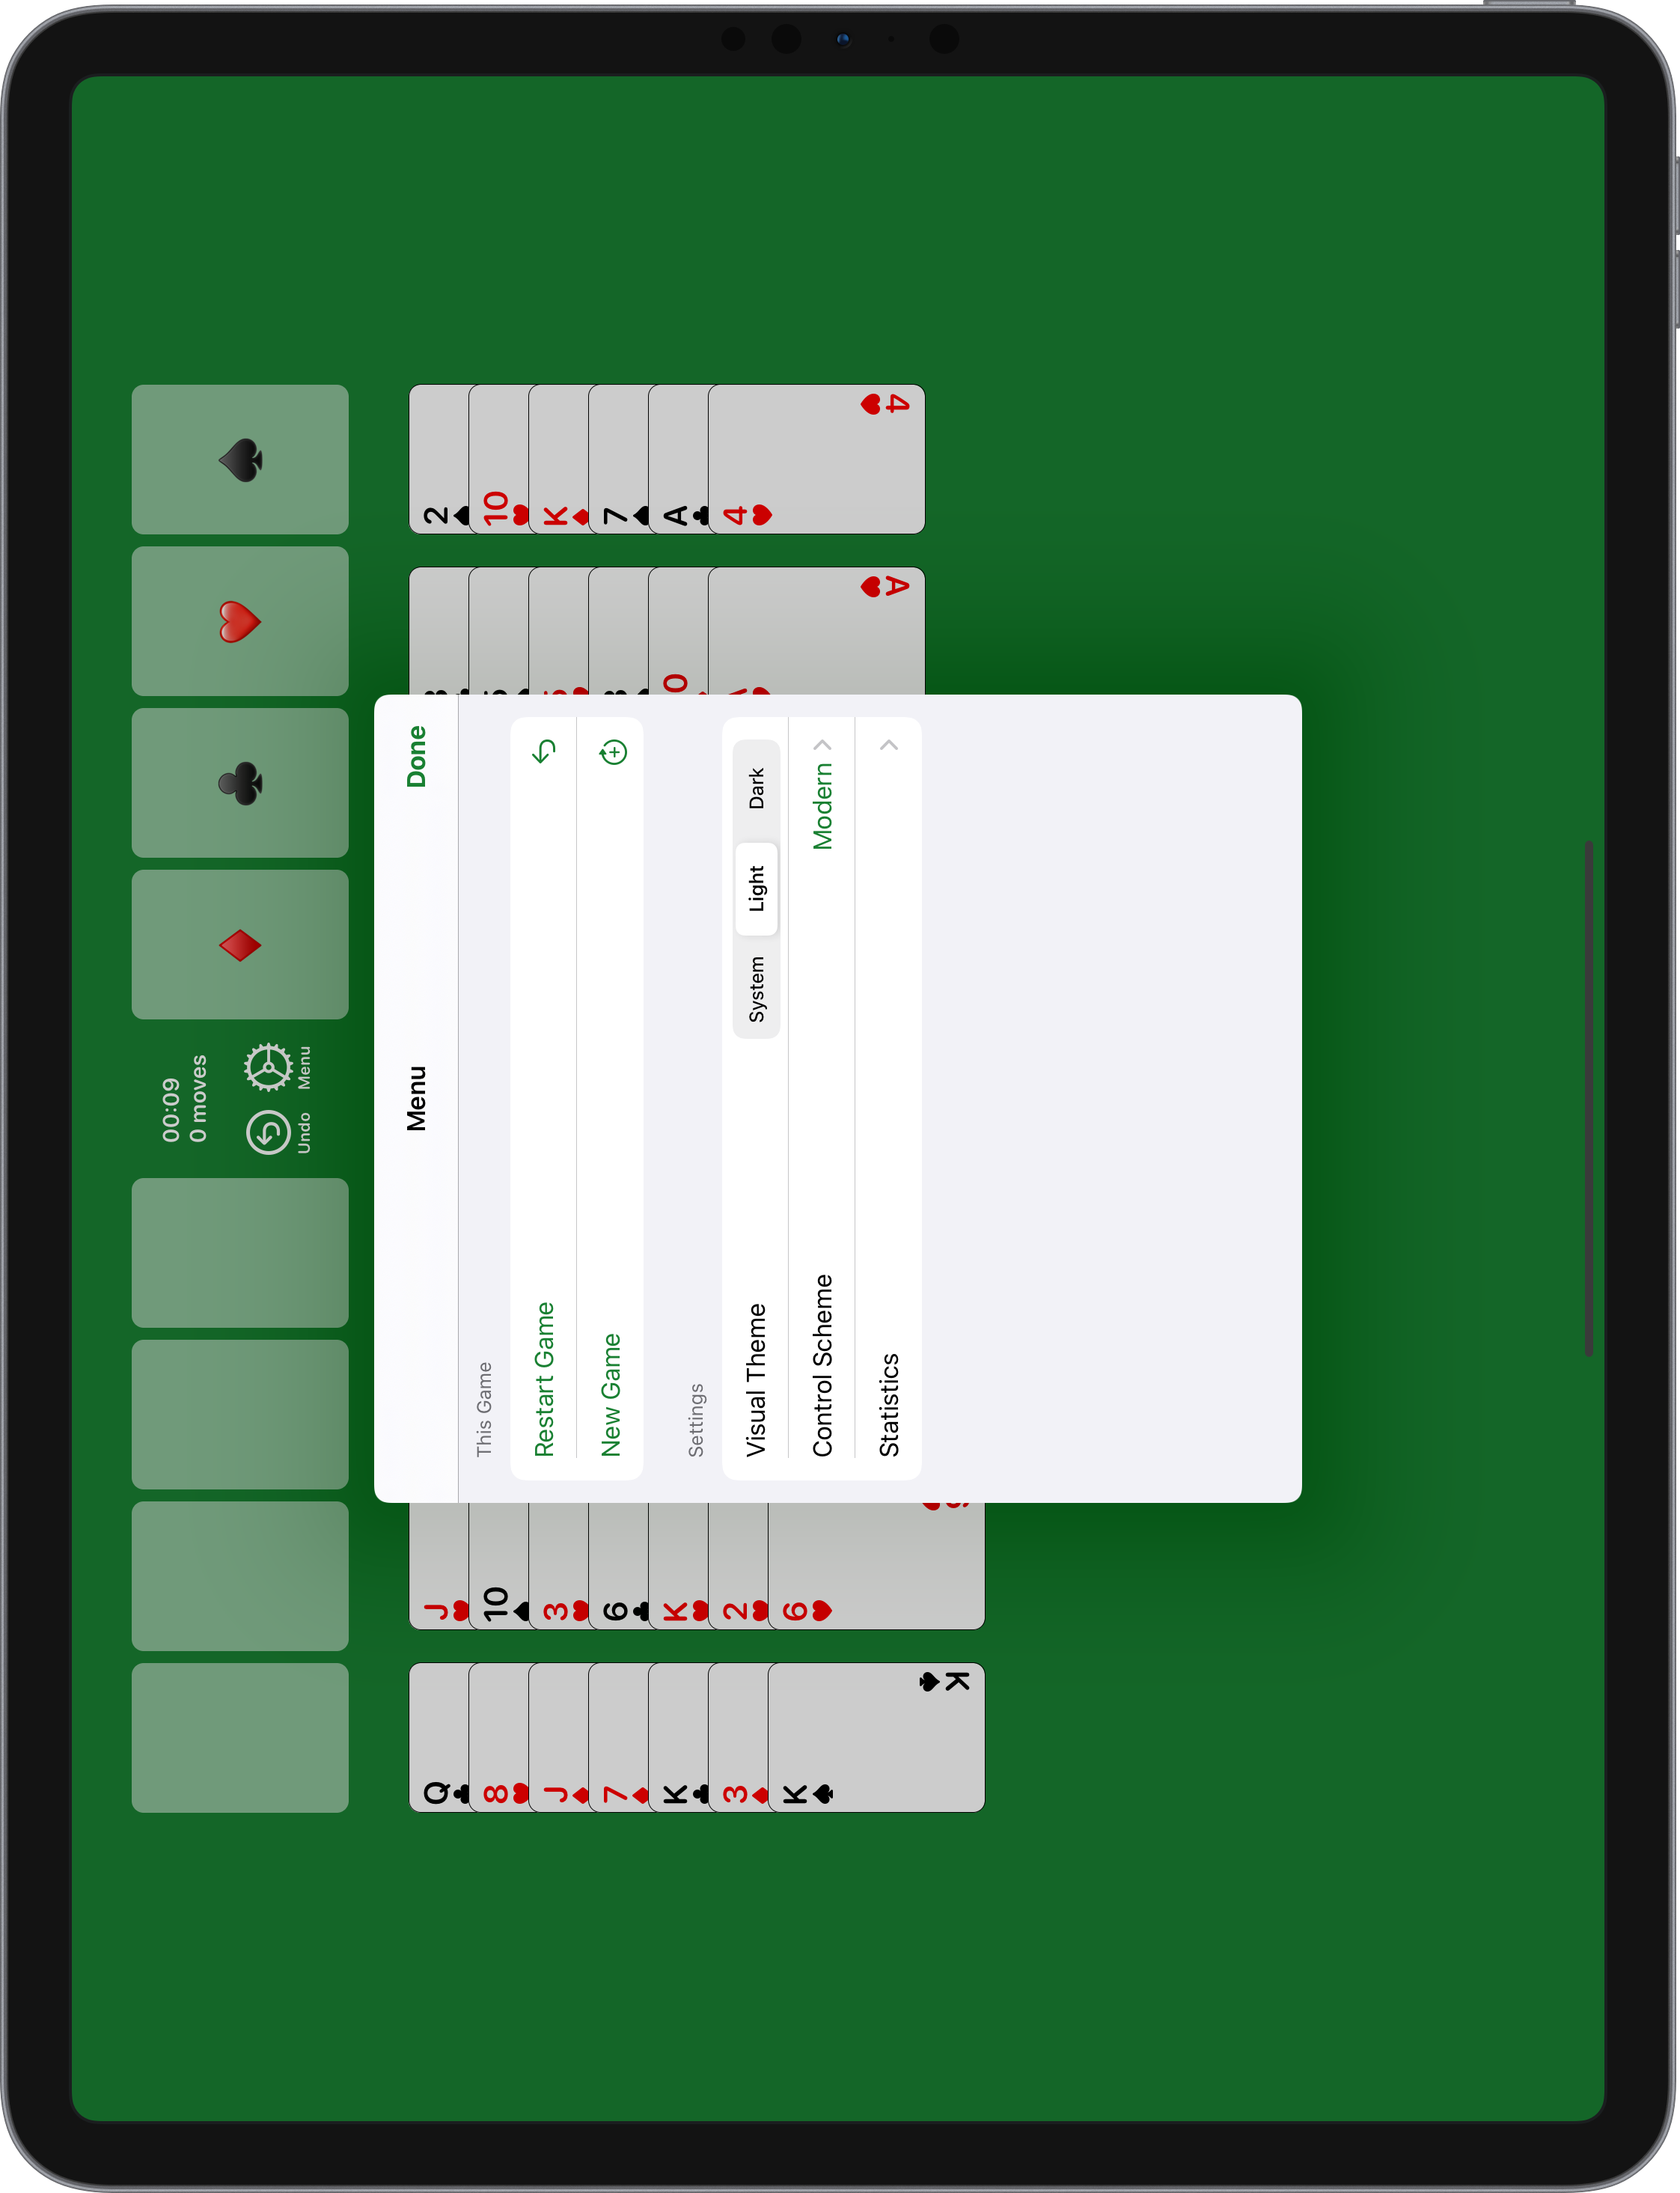 00:09
0 moves
Undo
Menu
Q
8
J
7
K
3
K
K
J
10
3
6
K
2
6
0
A
2
10
K
7
A
4
4
Menu
Done
This Game
Restart Game
New Game
Settings
Visual Theme
System
Light
Dark
Control Scheme
Modern
Statistics